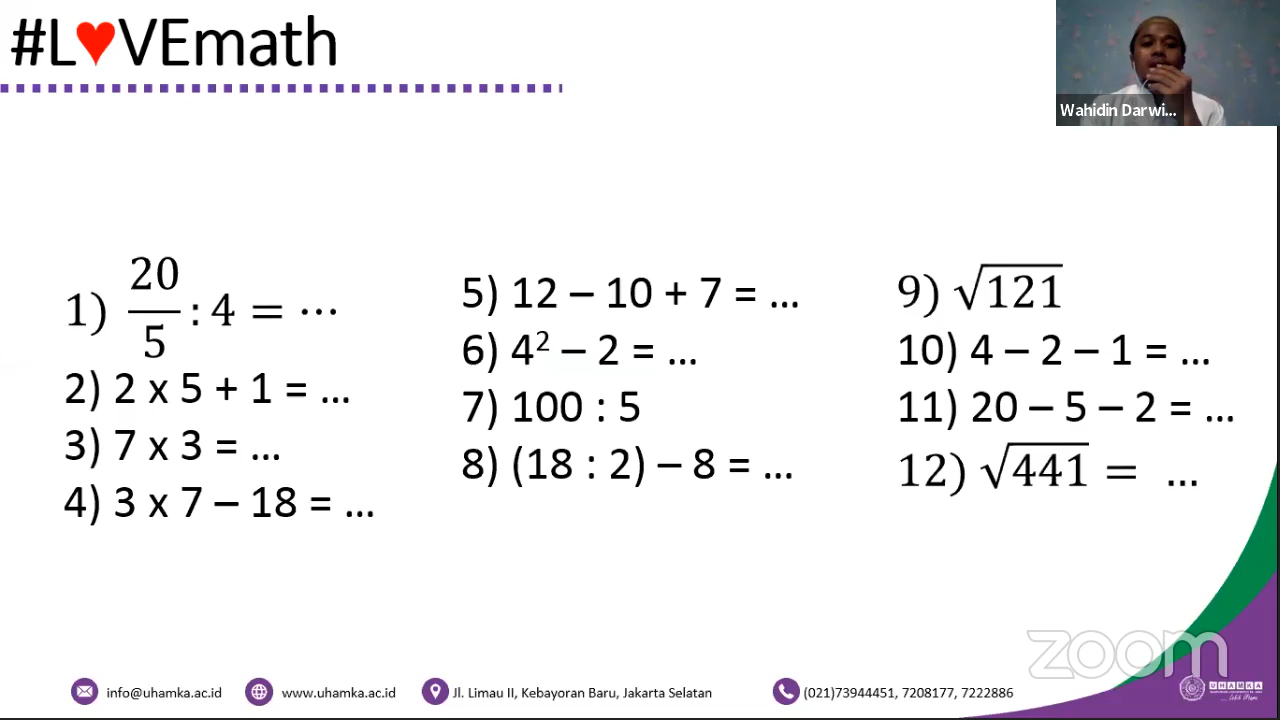 #L♥VEmath
Wahidin Darwi...
1) 20/5 : 4 = ⋯
2) 2 x 5 + 1 = ...
3) 7 x 3 = ...
4) 3 x 7 – 18 = ...
5) 12 – 10 + 7 = ...
6) 4² – 2 = ...
7) 100 : 5
8) (18 : 2) – 8 = ...
9) √121
10) 4 – 2 – 1 = ...
11) 20 – 5 – 2 = ...
12) √441 = ...
zoom
info@uhamka.ac.id
www.uhamka.ac.id
Jl. Limau II, Kebayoran Baru, Jakarta Selatan
(021)73944451, 7208177, 7222886
UHAMKA